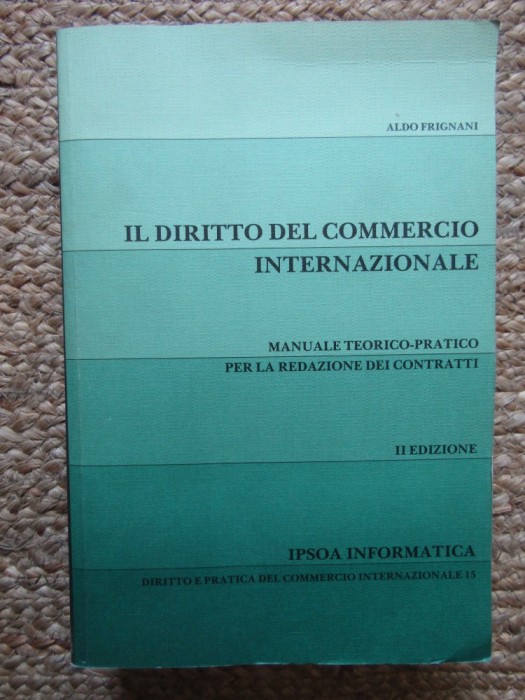 ALDO FRIGNANI
IL DIRITTO DEL COMMERCIO
INTERNAZIONALE
MANUALE TEORICO-PRATICO
PER LA REDAZIONE DEI CONTRATTI
II EDIZIONE
IPSOA INFORMATICA
DIRITTO E PRATICA DEL COMMERCIO INTERNAZIONALE 15